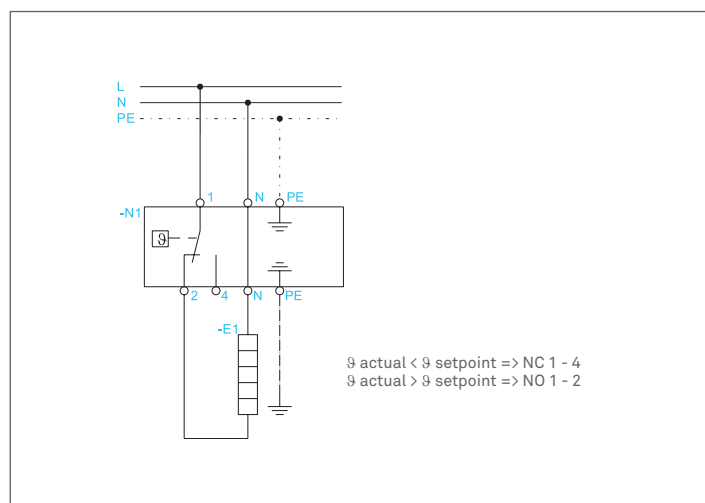 L
N
PE
1 N PE
-N1
ϑ
2 4 N PE
-E1
ϑ actual < ϑ setpoint => NC 1 - 4
ϑ actual > ϑ setpoint => NO 1 - 2